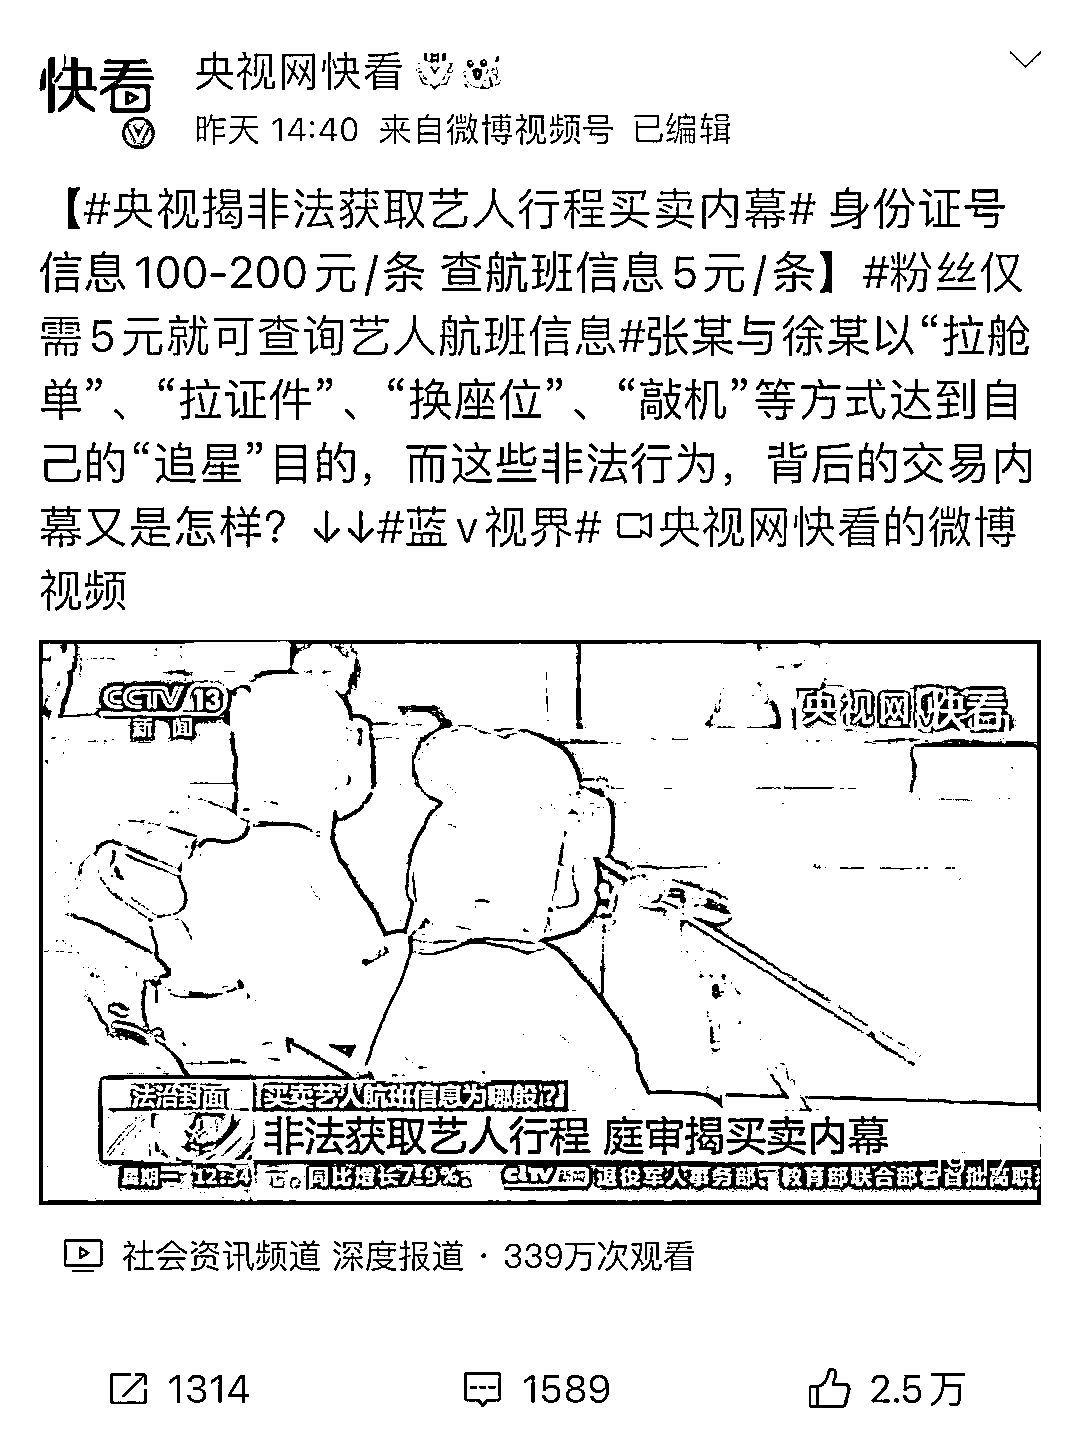 快看
央视网快看
昨天 14:40 来自微博视频号 已编辑
【#央视揭非法获取艺人行程买卖内幕# 身份证号
信息100-200元/条 查航班信息5元/条】#粉丝仅
需5元就可查询艺人航班信息#张某与徐某以“拉舱
单”、“拉证件”、“换座位”、“敲机”等方式达到自
己的“追星”目的，而这些非法行为，背后的交易内
幕又是怎样？↓↓#蓝v视界# 央视网快看的微博
视频
CCTV 13
新闻
央视网 快看
法治封面 买卖艺人航班信息为哪般？！
非法获取艺人行程 庭审揭买卖内幕
星期一 12:34 同比增长7.9%。 CCTV 退役军人事务部、教育部联合部署首批高职
社会资讯频道 深度报道 · 339万次观看
1314 1589 2.5万